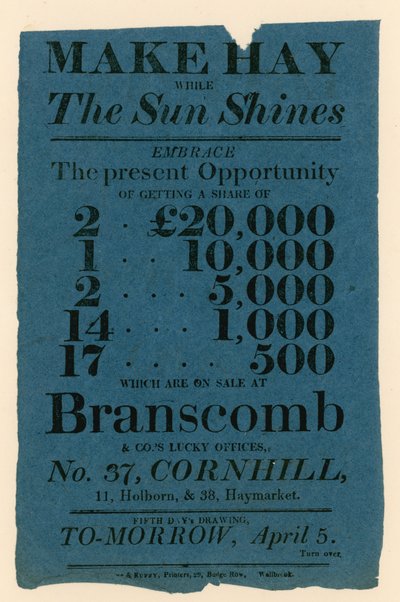 MAKE HAY
WHILE
The Sun Shines
EMBRACE
The present Opportunity
OF GETTING A SHARE OF
2 . £20,000
1 . . 10,000
2 . . . . 5,000
14 . . . 1,000
17 . . . . . 500
WHICH ARE ON SALE AT
Branscomb
& CO.'S LUCKY OFFICES,
No. 37, CORNHILL,
11, Holborn, & 38, Haymarket.
FIFTH DAY's DRAWING,
TO-MORROW, April 5.
Turn over.
& RUFFY, Printers, 29, Budge Row, Wallbrook.